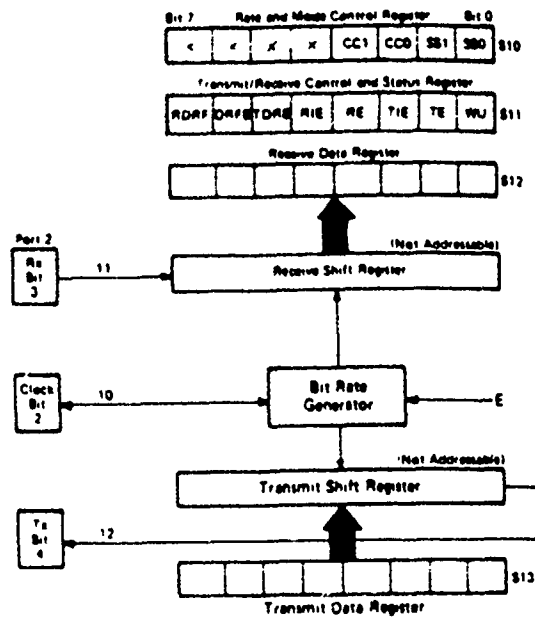 Bit 7 Rate and Mode Control Register Bit 0
X X X X CC1 CC0 SS1 SS0 $10
Transmit/Receive Control and Status Register
RDRF ORFE TDRE RIE RE TIE TE WU $11
Receive Data Register
$12
Port 2
(Not Addressable)
Rx
Bit
3
11
Receive Shift Register
Clock
Bit
2
10
Bit Rate
Generator
E
(Not Addressable)
Transmit Shift Register
Tx
Bit
4
12
$13
Transmit Data Register